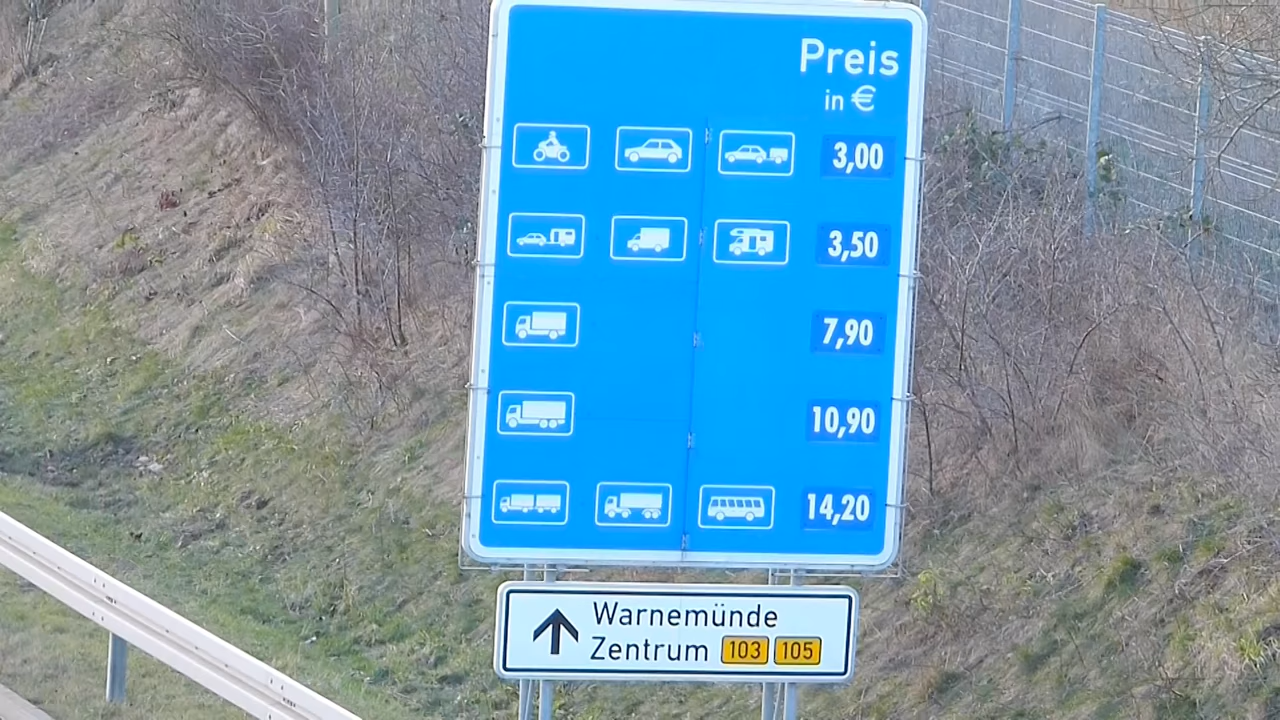 Preis
in €
3,00
3,50
7,90
10,90
14,20
Warnemünde
Zentrum 103 105